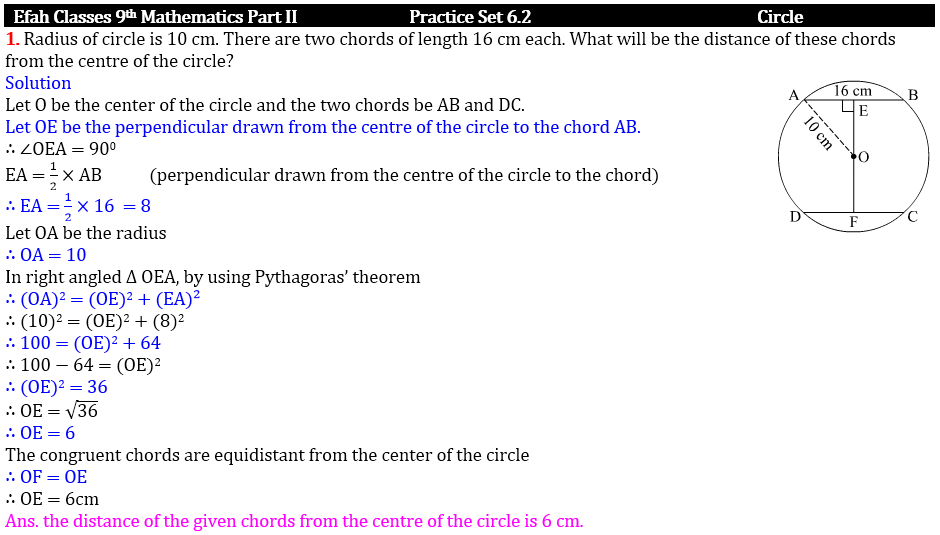 Efah Classes 9th Mathematics Part II Practice Set 6.2 Circle
1. Radius of circle is 10 cm. There are two chords of length 16 cm each. What will be the distance of these chords
from the centre of the circle?
Solution
Let O be the center of the circle and the two chords be AB and DC.
Let OE be the perpendicular drawn from the centre of the circle to the chord AB.
∴ ∠OEA = 90⁰
EA = 1/2 × AB (perpendicular drawn from the centre of the circle to the chord)
∴ EA = 1/2 × 16 = 8
Let OA be the radius
∴ OA = 10
In right angled Δ OEA, by using Pythagoras’ theorem
∴ (OA)² = (OE)² + (EA)²
∴ (10)² = (OE)² + (8)²
∴ 100 = (OE)² + 64
∴ 100 − 64 = (OE)²
∴ (OE)² = 36
∴ OE = √36
∴ OE = 6
The congruent chords are equidistant from the center of the circle
∴ OF = OE
∴ OE = 6cm
Ans. the distance of the given chords from the centre of the circle is 6 cm.
A 16 cm B
E
10 cm
O
D F C